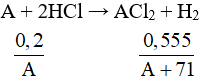 A + 2HCl → ACl₂ + H₂
0,2 0,555
A A + 71